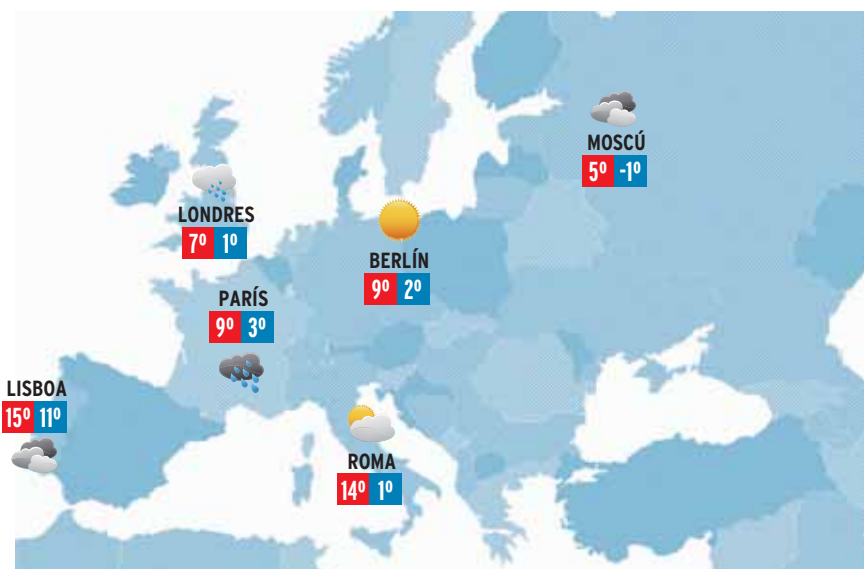 MOSCÚ
5º -1º
LONDRES
7º 1º
BERLÍN
9º 2º
PARÍS
9º 3º
LISBOA
15º 11º
ROMA
14º 1º